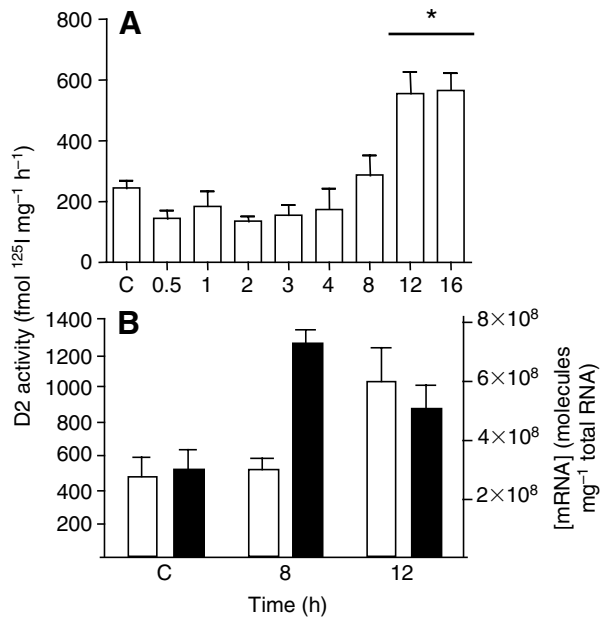 A
*
800
600
400
200
0
C 0.5 1 2 3 4 8 12 16
D2 activity (fmol ¹²⁵I mg⁻¹ h⁻¹)
B
1400
1200
1000
800
600
400
200
8×10⁸
6×10⁸
4×10⁸
2×10⁸
[mRNA] (molecules
mg⁻¹ total RNA)
C 8 12
Time (h)